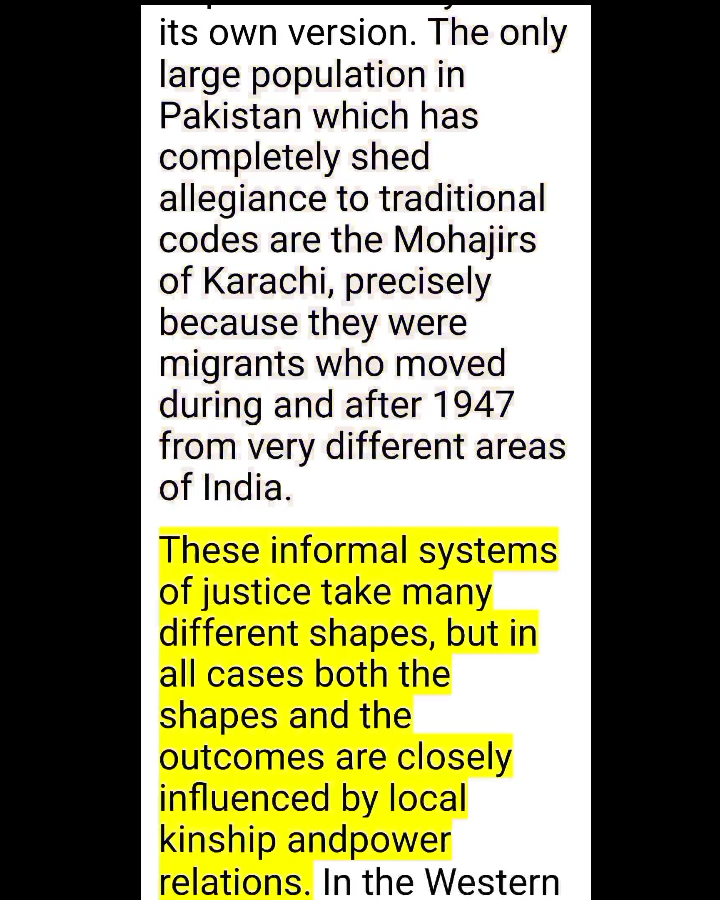 its own version. The only
large population in
Pakistan which has
completely shed
allegiance to traditional
codes are the Mohajirs
of Karachi, precisely
because they were
migrants who moved
during and after 1947
from very different areas
of India.
These informal systems
of justice take many
different shapes, but in
all cases both the
shapes and the
outcomes are closely
influenced by local
kinship andpower
relations. In the Western